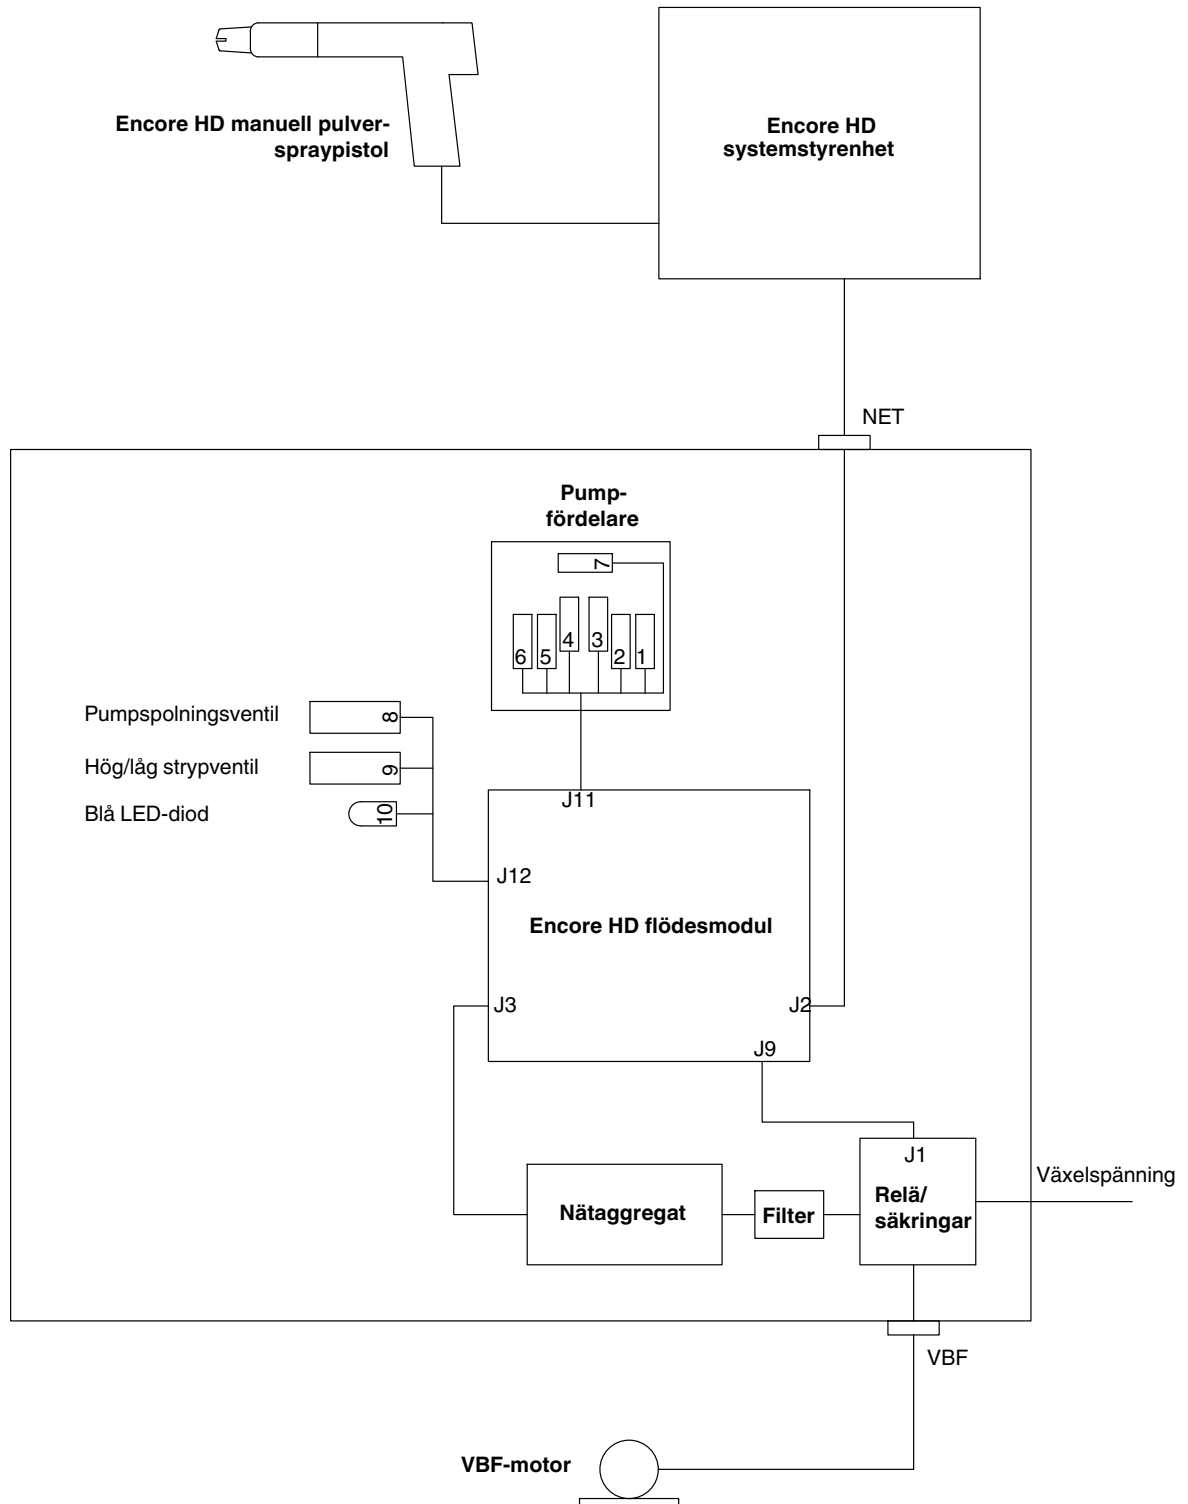 Encore HD manuell pulver-
spraypistol
Encore HD
systemstyrenhet
NET
Pump-
fördelare
7
6
5
4
3
2
1
Pumpspolningsventil
8
Hög/låg strypventil
9
Blå LED-diod
10
J11
J12
Encore HD flödesmodul
J3
J2
J9
J1
Relä/
säkringar
Växelspänning
Nätaggregat
Filter
VBF
VBF-motor